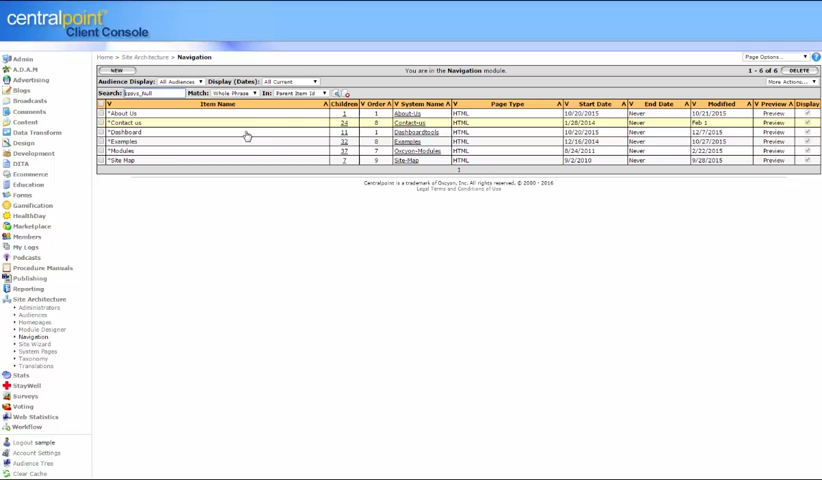 centralpoint™
Client Console
Admin
A.D.A.M
Advertising
Blogs
Broadcasts
Comments
Content
Data Transform
Design
Development
DITA
Ecommerce
Education
Forms
Gamification
HealthDay
Marketplace
Members
My Logs
Podcasts
Procedure Manuals
Publishing
Reporting
Site Architecture
Administrators
Audiences
Homepages
Module Designer
Navigation
Site Wizard
System Pages
Taxonomy
Translations
Stats
StayWell
Surveys
Voting
Web Statistics
Workflow
Logout sample
Account Settings
Audience Tree
Clear Cache
Home > Site Architecture > Navigation
Page Options...
NEW
You are in the Navigation module.
1 - 6 of 6
DELETE
Audience Display: All Audiences Display (Dates): All Current
More Actions...
Search: cpsys_Null Match: Whole Phrase In: Parent Item Id
Item Name Children Order System Name Page Type Start Date End Date Modified Preview Display
*About Us 1 1 About-Us HTML 10/20/2015 Never 10/21/2015 Preview
*Contact us 24 8 Contact-us HTML 1/28/2014 Never Feb 1 Preview
*Dashboard 11 1 Dashboardtools HTML 10/20/2015 Never 12/7/2015 Preview
*Examples 32 8 Examples HTML 12/16/2014 Never 10/27/2015 Preview
*Modules 37 7 Oxcyon-Modules HTML 8/24/2011 Never 2/22/2015 Preview
*Site Map 7 9 Site-Map HTML 9/2/2010 Never 9/28/2015 Preview
1
Centralpoint is a trademark of Oxcyon, Inc. All rights reserved. © 2000 - 2016
Legal Terms and Conditions of Use